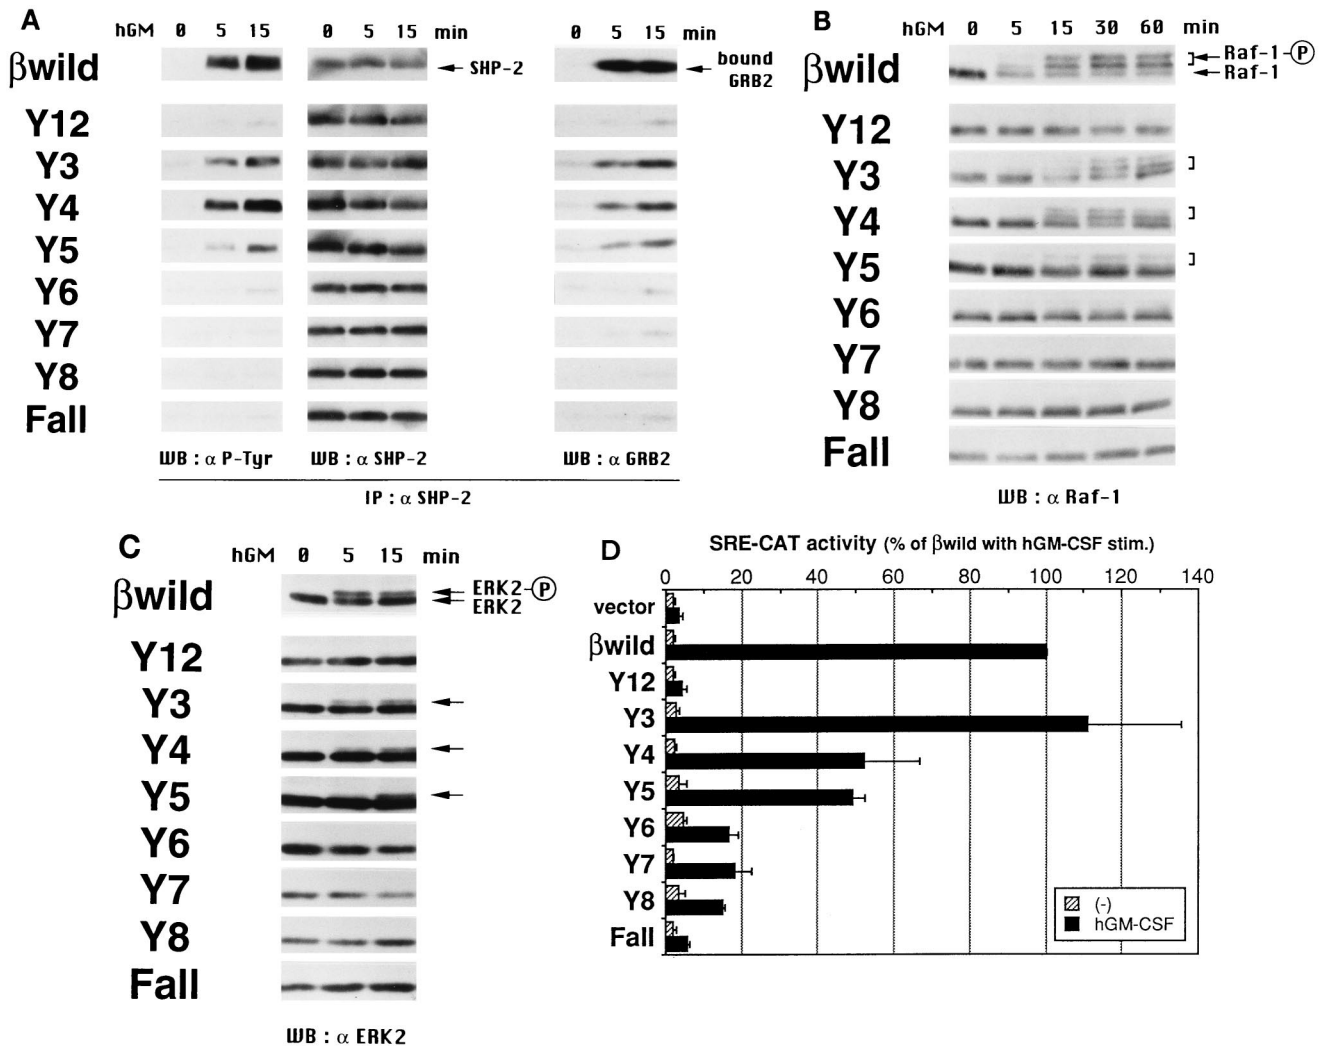 A
hGM 0 5 15 0 5 15 min 0 5 15 min
βwild
← SHP-2
← bound GRB2
Y12
Y3
Y4
Y5
Y6
Y7
Y8
Fall
WB : α P-Tyr WB : α SHP-2 WB : α GRB2
IP : α SHP-2
B
hGM 0 5 15 30 60 min
βwild
]← Raf-1-Ⓟ
← Raf-1
Y12
Y3 ]
Y4 ]
Y5 ]
Y6
Y7
Y8
Fall
WB : α Raf-1
C
hGM 0 5 15 min
βwild
← ERK2-Ⓟ
← ERK2
Y12
Y3 ←
Y4 ←
Y5 ←
Y6
Y7
Y8
Fall
WB : α ERK2
D
SRE-CAT activity (% of βwild with hGM-CSF stim.)
0 20 40 60 80 100 120 140
vector
βwild
Y12
Y3
Y4
Y5
Y6
Y7
Y8
Fall
(-)
hGM-CSF